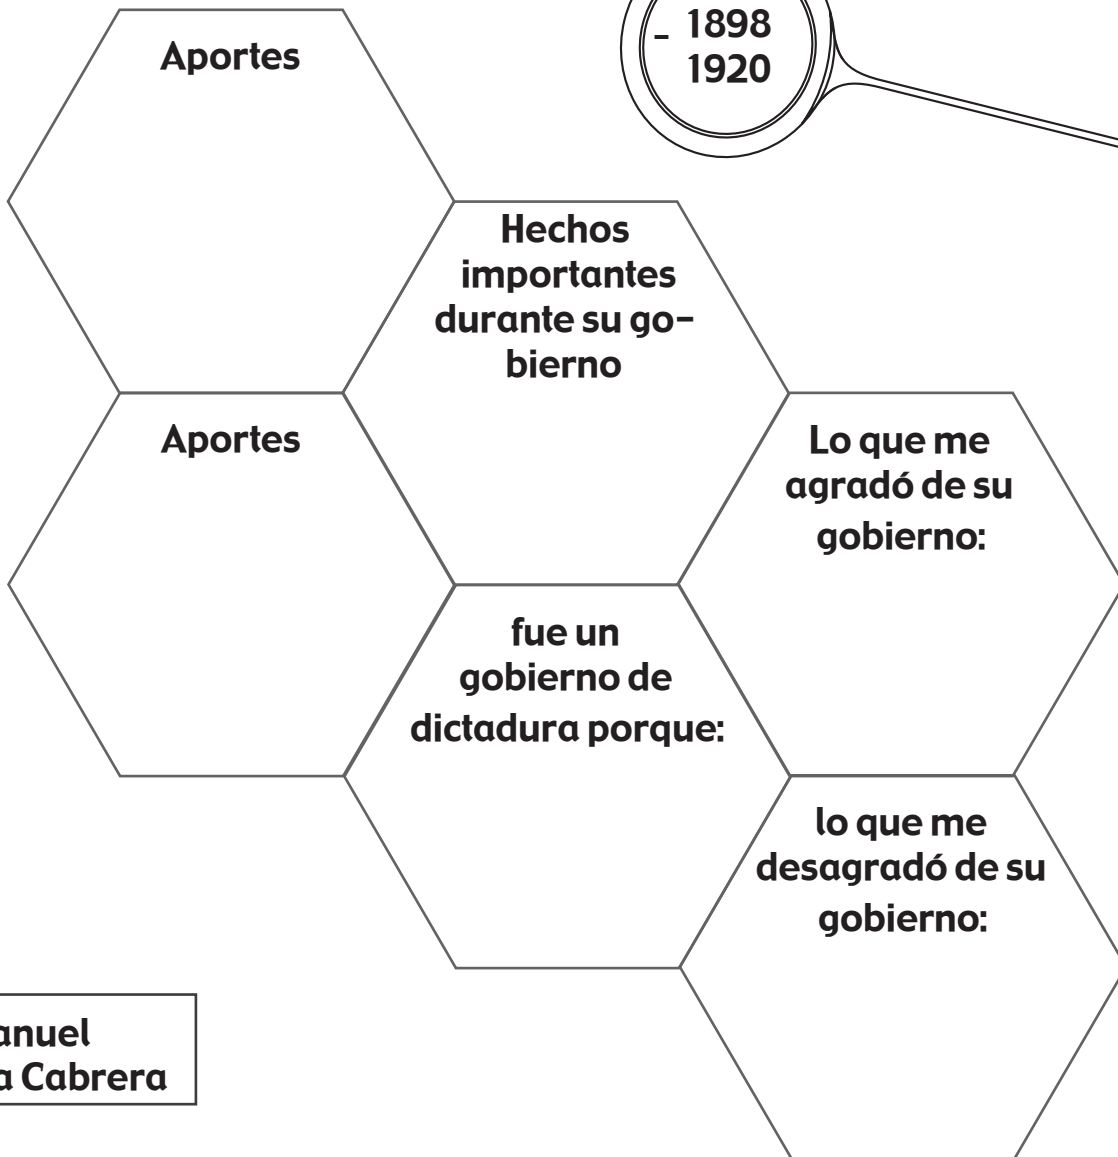 1898
-
1920
Aportes
Hechos
importantes
durante su go-
bierno
Aportes
Lo que me
agradó de su
gobierno:
fue un
gobierno de
dictadura porque:
lo que me
desagradó de su
gobierno:
anuel
a Cabrera